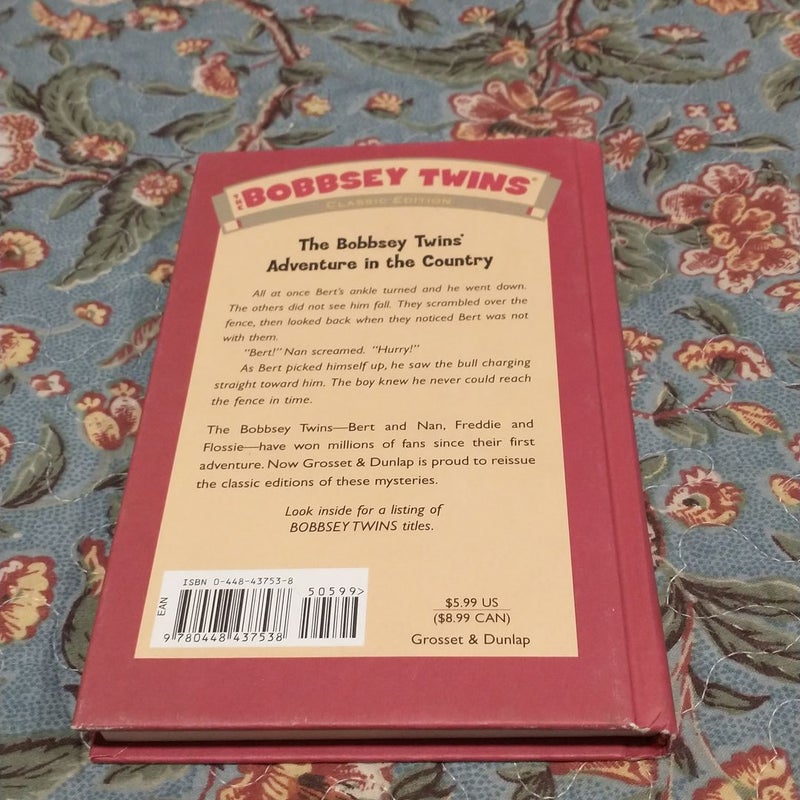 THE BOBBSEY TWINS®
CLASSIC EDITION
The Bobbsey Twins'
Adventure in the Country
All at once Bert's ankle turned and he went down.
The others did not see him fall. They scrambled over the
fence, then looked back when they noticed Bert was not
with them.
"Bert!" Nan screamed. "Hurry!"
As Bert picked himself up, he saw the bull charging
straight toward him. The boy knew he never could reach
the fence in time.
The Bobbsey Twins—Bert and Nan, Freddie and
Flossie—have won millions of fans since their first
adventure. Now Grosset & Dunlap is proud to reissue
the classic editions of these mysteries.
Look inside for a listing of
BOBBSEY TWINS titles.
ISBN 0-448-43753-8
50599>
EAN
9 780448 437538
$5.99 US
($8.99 CAN)
Grosset & Dunlap